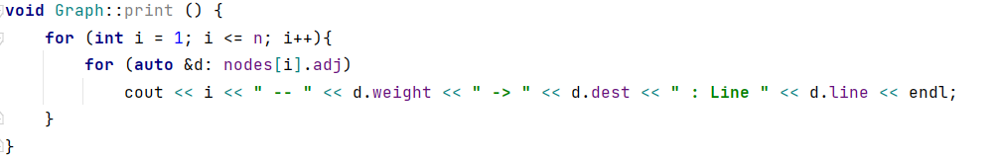 void Graph::print () {
    for (int i = 1; i <= n; i++){
        for (auto &d: nodes[i].adj)
            cout << i << " -- " << d.weight << " -> " << d.dest << " : Line " << d.line << endl;
    }
}